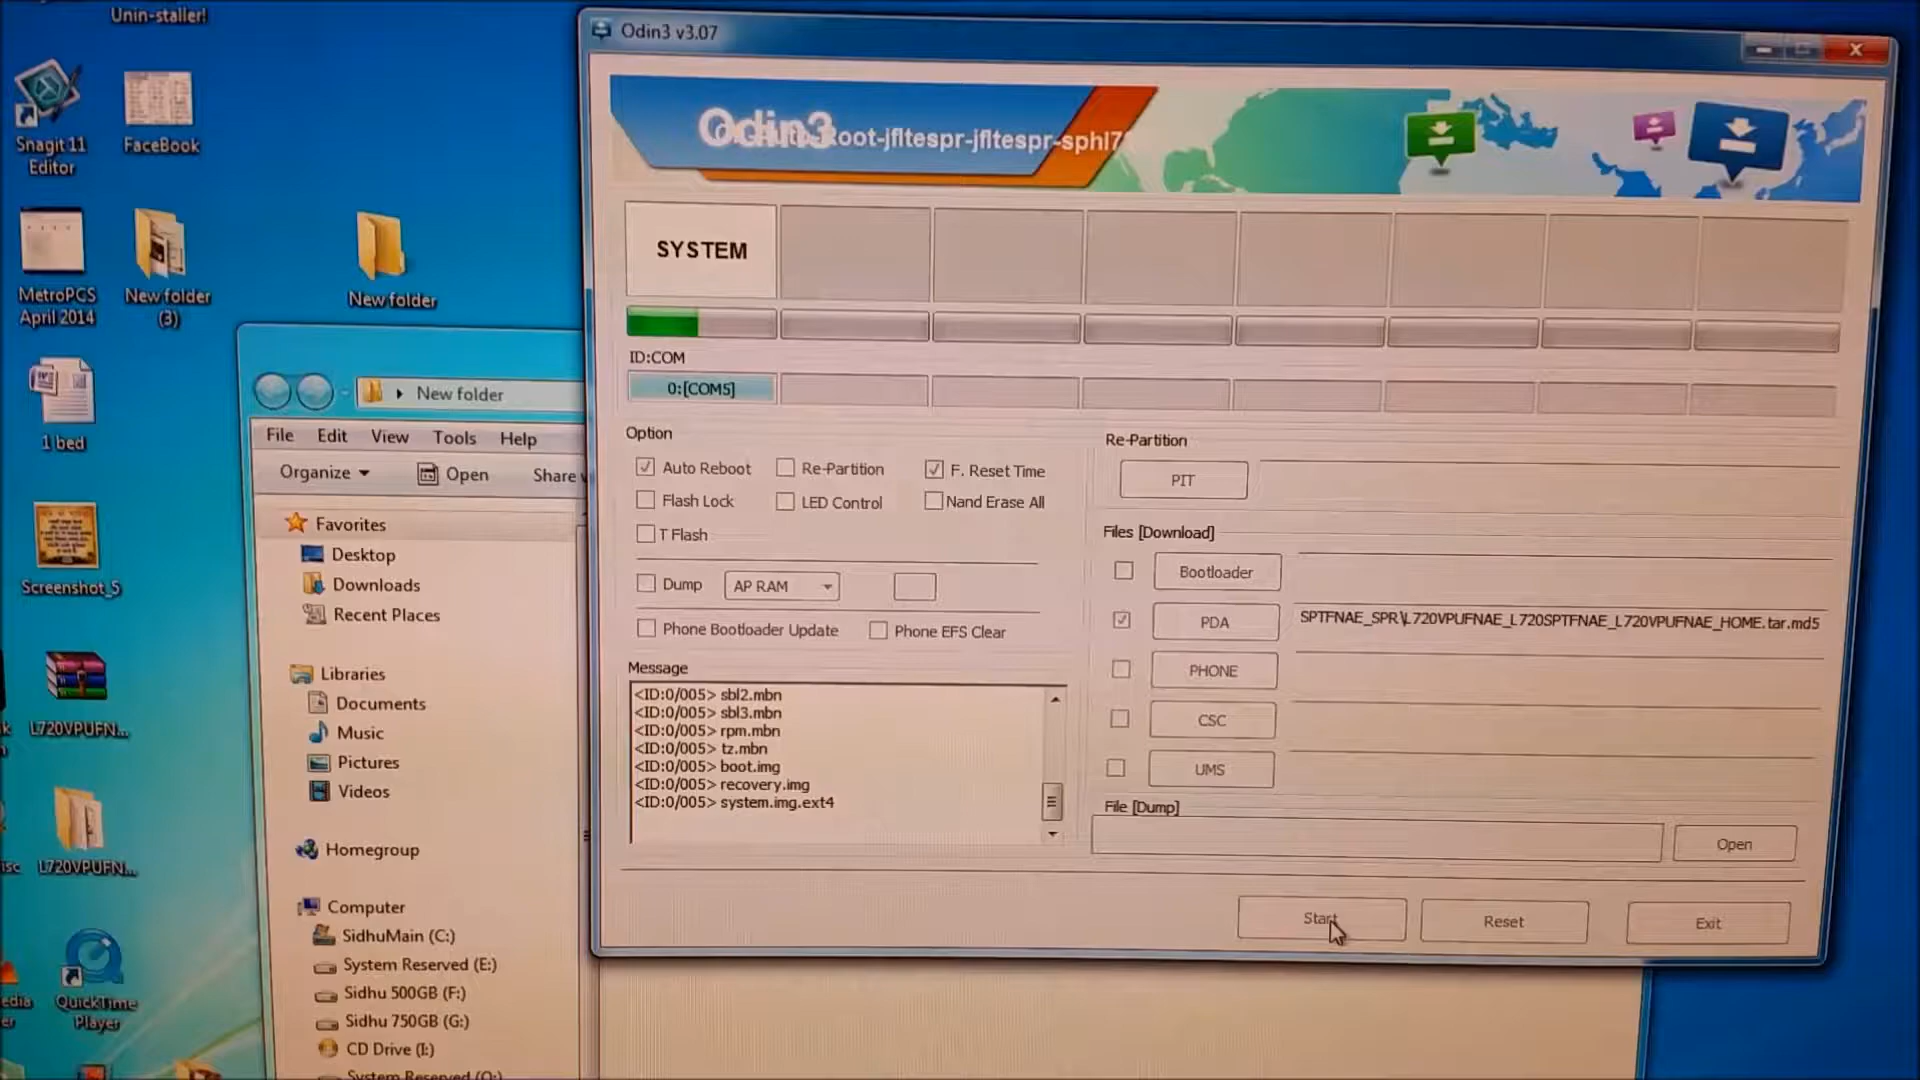 Unin-staller!
Snagit 11
Editor
FaceBook
MetroPCS
April 2014
New folder
(3)
New folder
1 bed
Screenshot_5
L720VPUFN...
L720VPUFN...
QuickTime
Player
New folder
File Edit View Tools Help
Organize Open Share
Favorites
Desktop
Downloads
Recent Places
Libraries
Documents
Music
Pictures
Videos
Homegroup
Computer
SidhuMain (C:)
System Reserved (E:)
Sidhu 500GB (F:)
Sidhu 750GB (G:)
CD Drive (I:)
Odin3 v3.07
Odin3
Root-jfltespr-jfltespr-sphl7
SYSTEM
ID:COM
0:[COM5]
Option
Auto Reboot Re-Partition F. Reset Time
Flash Lock LED Control Nand Erase All
T Flash
Dump AP RAM
Phone Bootloader Update Phone EFS Clear
Message
<ID:0/005> sbl2.mbn
<ID:0/005> sbl3.mbn
<ID:0/005> rpm.mbn
<ID:0/005> tz.mbn
<ID:0/005> boot.img
<ID:0/005> recovery.img
<ID:0/005> system.img.ext4
Re-Partition
PIT
Files [Download]
Bootloader
PDA SPTFNAE_SPR\L720VPUFNAE_L720SPTFNAE_L720VPUFNAE_HOME.tar.md5
PHONE
CSC
UMS
File [Dump]
Open
Start Reset Exit